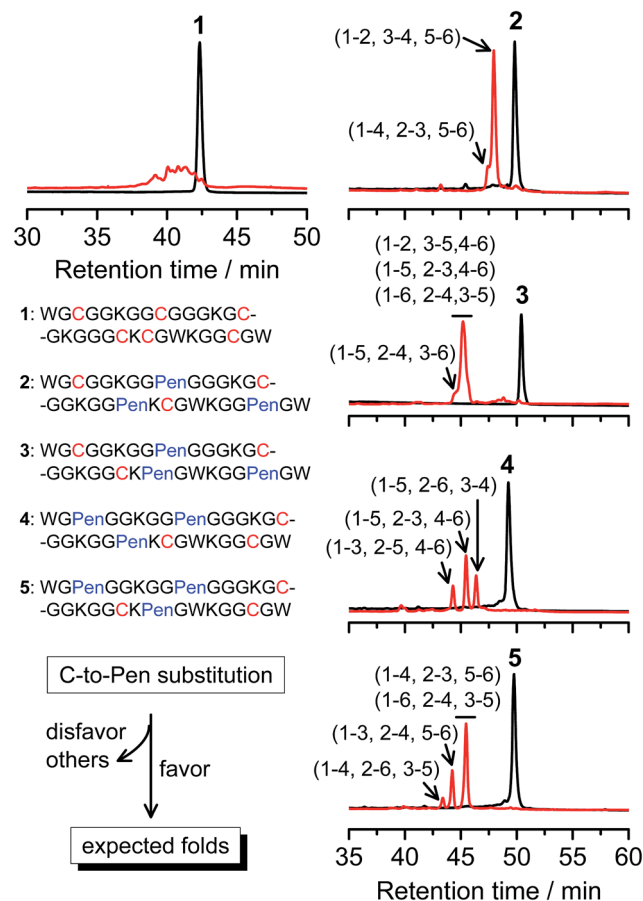 1
30 35 40 45 50
Retention time / min
(1-2, 3-4, 5-6)
2
(1-4, 2-3, 5-6)
(1-2, 3-5,4-6)
(1-5, 2-3,4-6)
(1-6, 2-4,3-5)
3
(1-5, 2-4, 3-6)
1: WGCGGKGGCGGGKGC-
-GKGGGCKCGWKGGCGW
2: WGCGGKGGPenGGGKGC-
-GGKGGPenKCGWKGGPenGW
3: WGCGGKGGPenGGGKGC-
-GGKGGCKPenGWKGGPenGW
4: WGPenGGKGGPenGGGKGC-
-GGKGGPenKCGWKGGCGW
5: WGPenGGKGGPenGGGKGC-
-GGKGGCKPenGWKGGCGW
(1-5, 2-6, 3-4)
4
(1-5, 2-3, 4-6)
(1-3, 2-5, 4-6)
C-to-Pen substitution
disfavor
others
favor
expected folds
(1-4, 2-3, 5-6)
5
(1-6, 2-4, 3-5)
(1-3, 2-4, 5-6)
(1-4, 2-6, 3-5)
35 40 45 50 55 60
Retention time / min